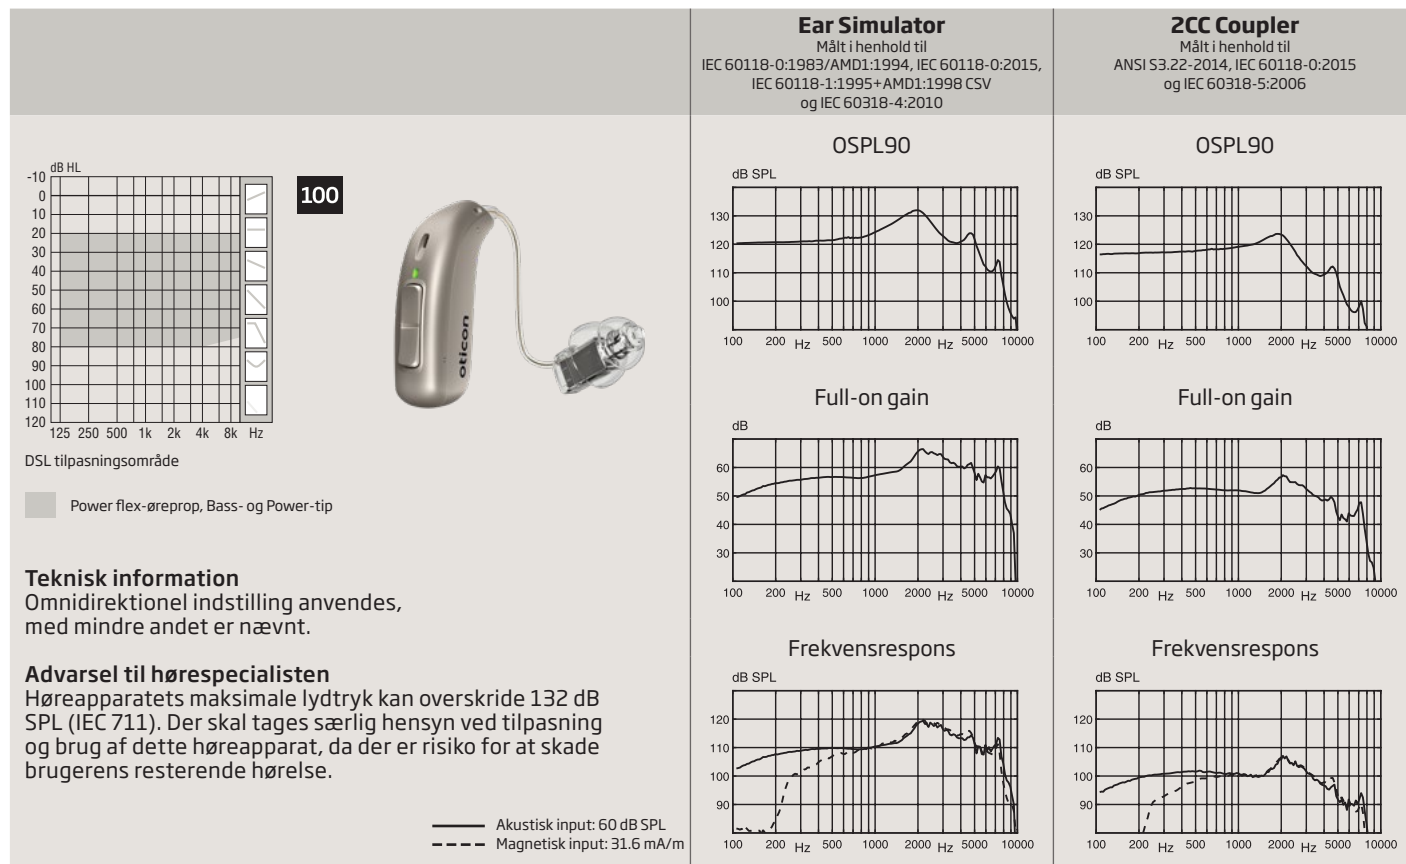 Ear Simulator
Målt i henhold til
IEC 60118-0:1983/AMD1:1994, IEC 60118-0:2015,
IEC 60118-1:1995+AMD1:1998 CSV
og IEC 60318-4:2010
2CC Coupler
Målt i henhold til
ANSI S3.22-2014, IEC 60118-0:2015
og IEC 60318-5:2006
dB HL
-10
0
10
20
30
40
50
60
70
80
90
100
110
120
125 250 500 1k 2k 4k 8k Hz
DSL tilpasningsområde
Power flex-øreprop, Bass- og Power-tip
100
oticon
Teknisk information
Omnidirektionel indstilling anvendes,
med mindre andet er nævnt.
Advarsel til hørespecialisten
Høreapparatets maksimale lydtryk kan overskride 132 dB
SPL (IEC 711). Der skal tages særlig hensyn ved tilpasning
og brug af dette høreapparat, da der er risiko for at skade
brugerens resterende hørelse.
Akustisk input: 60 dB SPL
Magnetisk input: 31.6 mA/m
OSPL90
dB SPL
130
120
110
100
100 200 Hz 500 1000 2000 Hz 5000 10000
Full-on gain
dB
60
50
40
30
100 200 Hz 500 1000 2000 Hz 5000 10000
Frekvensrespons
dB SPL
120
110
100
90
100 200 Hz 500 1000 2000 Hz 5000 10000
OSPL90
dB SPL
130
120
110
100
100 200 Hz 500 1000 2000 Hz 5000 10000
Full-on gain
dB
60
50
40
30
100 200 Hz 500 1000 2000 Hz 5000 10000
Frekvensrespons
dB SPL
120
110
100
90
100 200 Hz 500 1000 2000 Hz 5000 10000